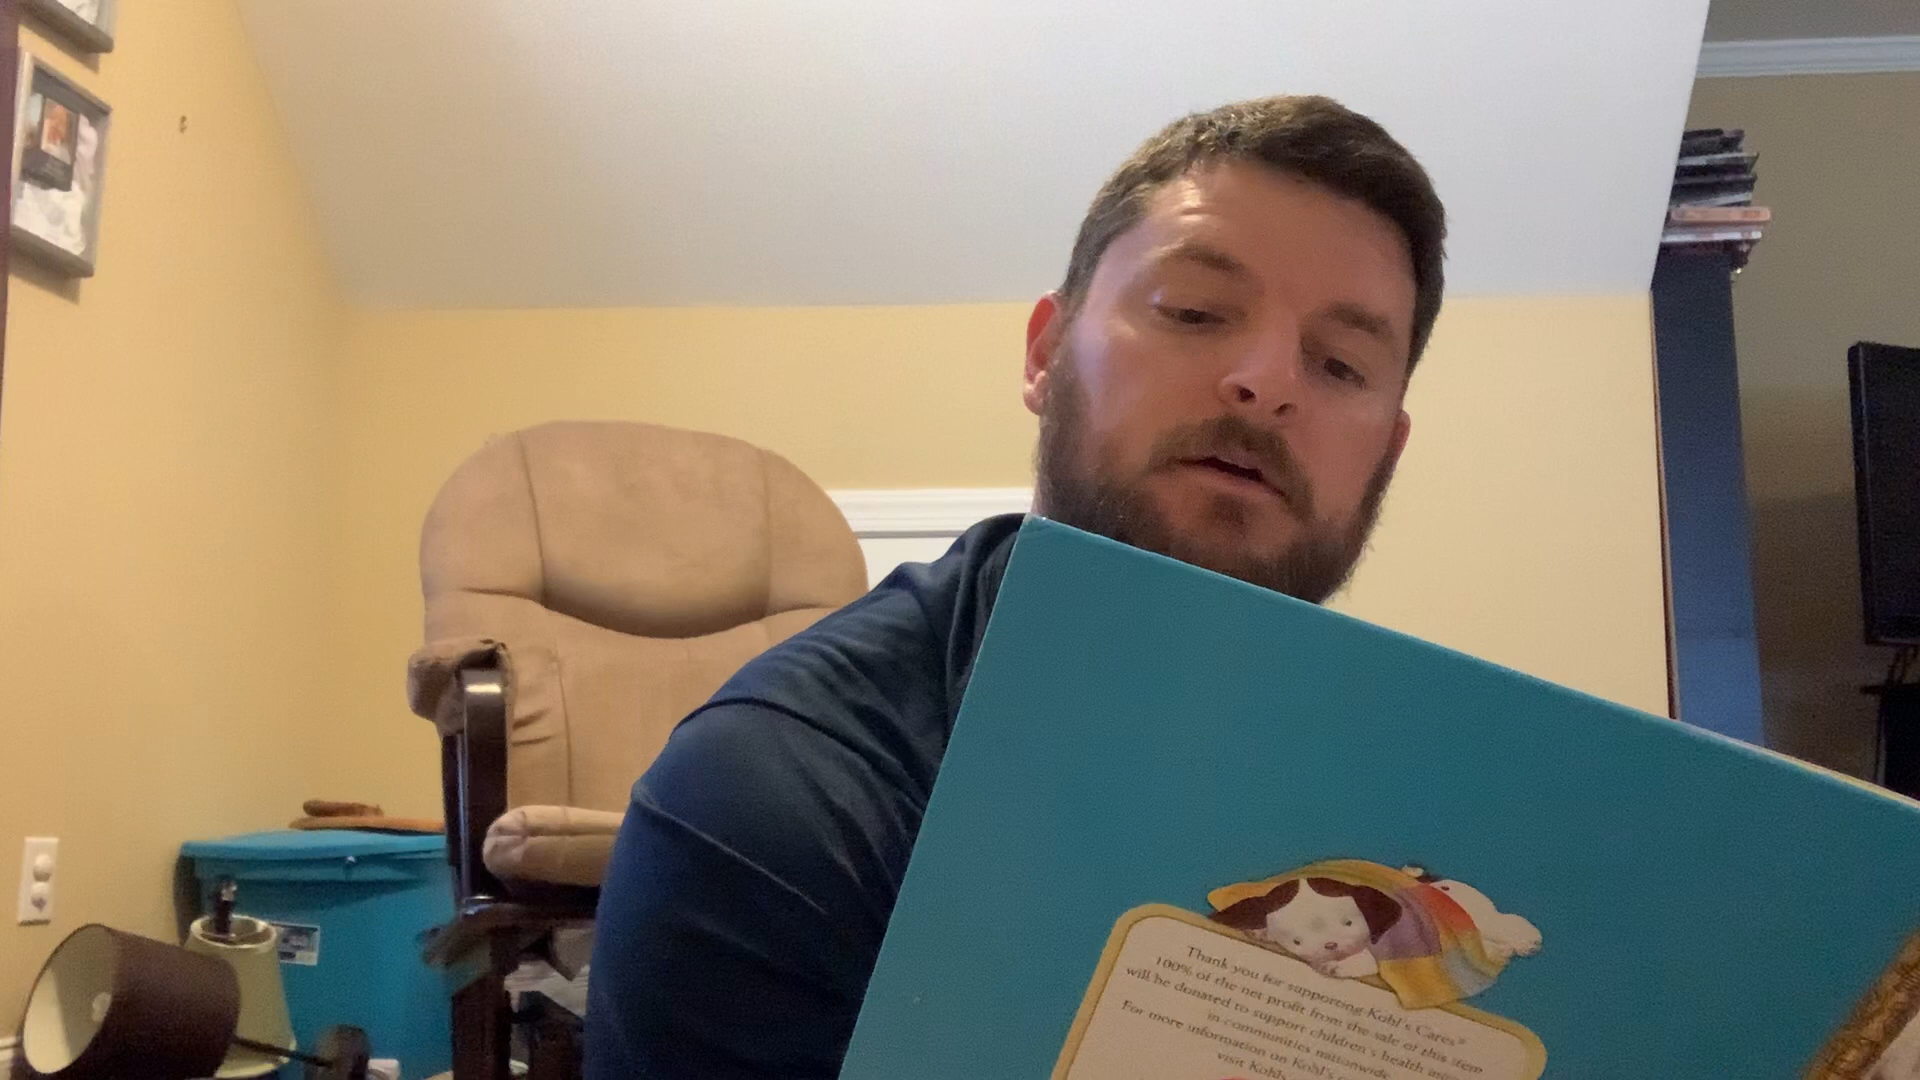 Thank you for supporting Kohl's Cares®
100% of the net profit from the sale of this item
will be donated to support children's health
in communities nationwide.
For more information on Kohl's
visit Kohls